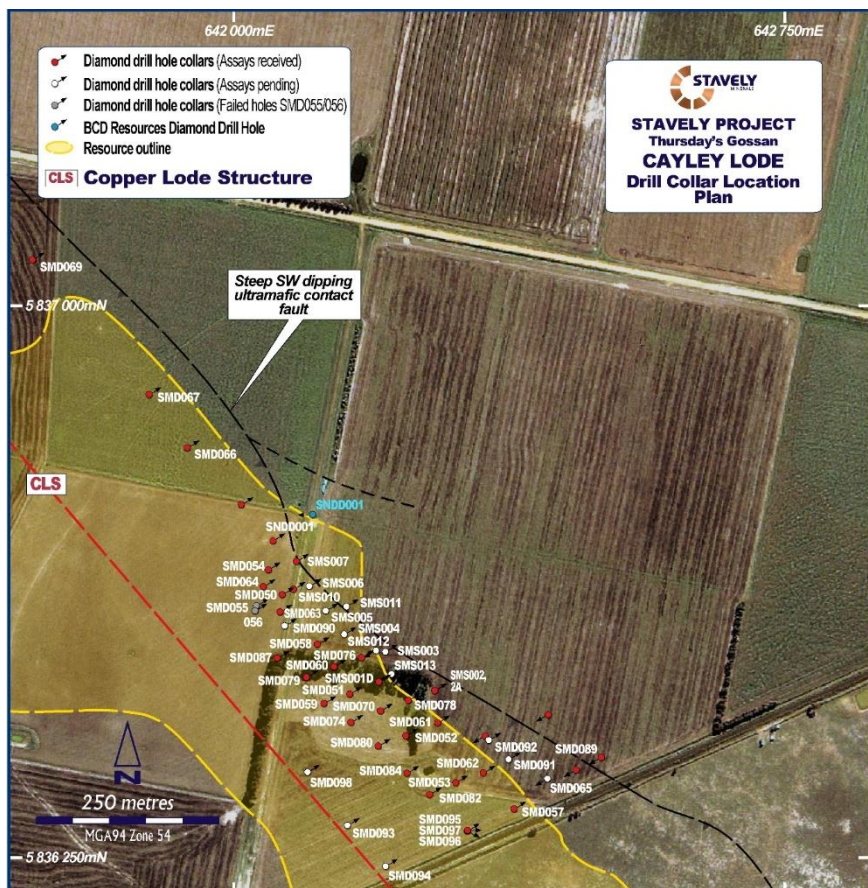 642 000mE
642 750mE
Diamond drill hole collars (Assays received)
Diamond drill hole collars (Assays pending)
Diamond drill hole collars (Failed holes SMD055/056)
BCD Resources Diamond Drill Hole
Resource outline
CLS Copper Lode Structure
STAVELY
MINERALS
STAVELY PROJECT
Thursday's Gossan
CAYLEY LODE
Drill Collar Location
Plan
SMD069
Steep SW dipping
ultramafic contact
fault
5 837 000mN
SMD067
SMD066
CLS
SNDD001
SNDD001
SMS007
SMD054
SMD064
SMS006
SMD050
SMS010
SMS011
SMD055
SMD063
SMS005
056
SMD090
SMS004
SMD058
SMS012
SMS003
SMD087
SMD076
SMD060
SMS013
SMD079
SMS001D
SMS002,
2A
SMD051
SMD059
SMD070
SMD078
SMD074
SMD061
SMD052
SMD080
SMD092
SMD089
SMD062
SMD091
SMD098
SMD084
SMD053
SMD065
SMD082
N
250 metres
MGA94 Zone 54
SMD057
SMD095
SMD097
SMD096
SMD093
5 836 250mN
SMD094